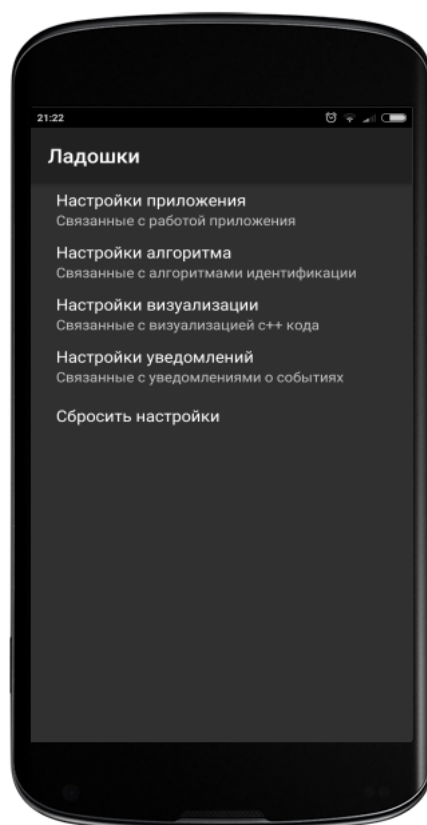 21:22
Ладошки
Настройки приложения
Связанные с работой приложения
Настройки алгоритма
Связанные с алгоритмами идентификации
Настройки визуализации
Связанные с визуализацией c++ кода
Настройки уведомлений
Связанные с уведомлениями о событиях
Сбросить настройки